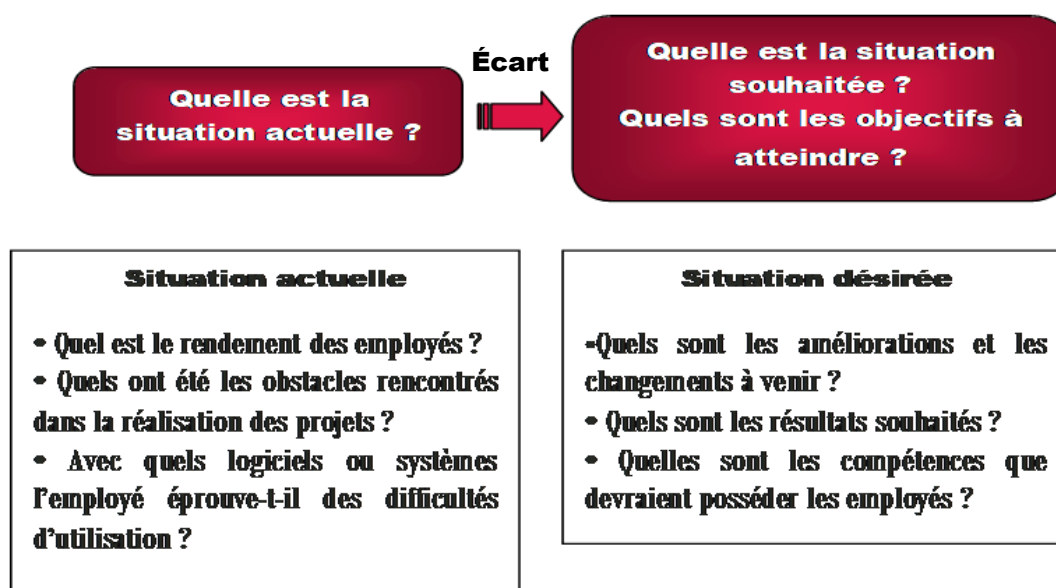 Quelle est la
situation actuelle ?
Écart
Quelle est la situation
souhaitée ?
Quels sont les objectifs à
atteindre ?
Situation actuelle
• Quel est le rendement des employés ?
• Quels ont été les obstacles rencontrés
dans la réalisation des projets ?
• Avec quels logiciels ou systèmes
l'employé éprouve-t-il des difficultés
d'utilisation ?
Situation désirée
•Quels sont les améliorations et les
changements à venir ?
• Quels sont les résultats souhaités ?
• Quelles sont les compétences que
devraient posséder les employés ?